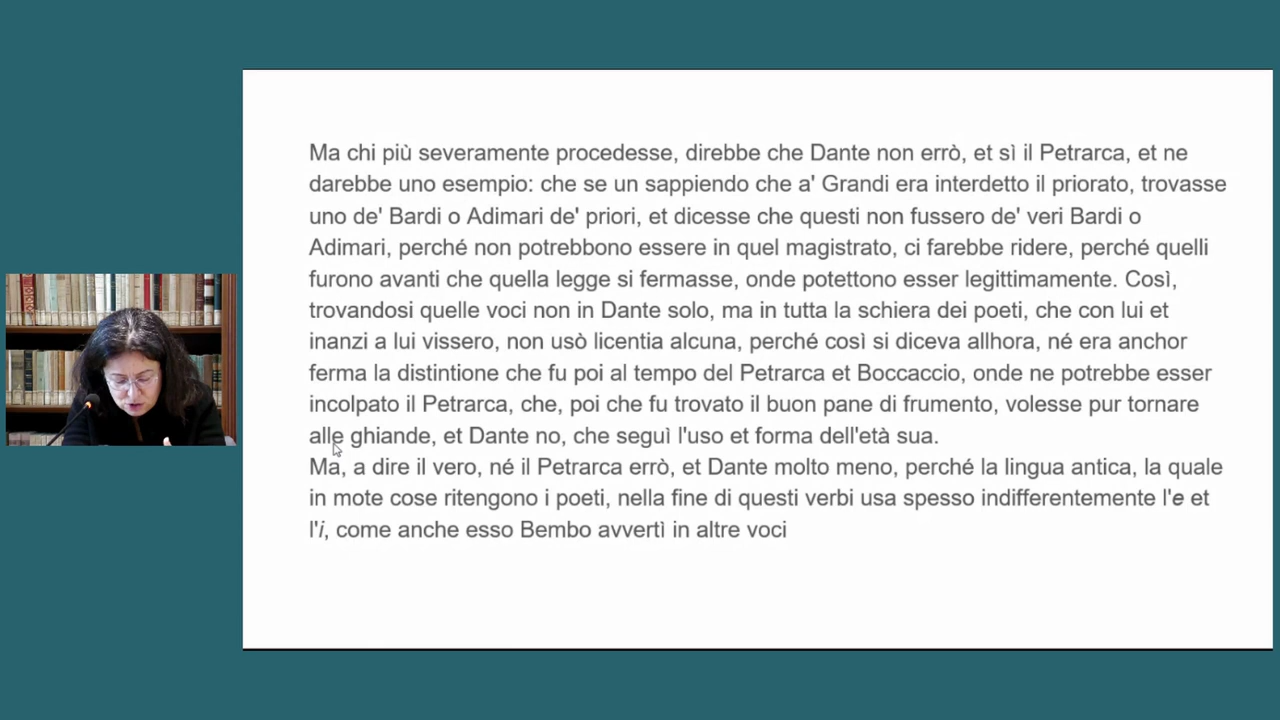 Ma chi più severamente procedesse, direbbe che Dante non errò, et sì il Petrarca, et ne
darebbe uno esempio: che se un sappiendo che a' Grandi era interdetto il priorato, trovasse
uno de' Bardi o Adimari de' priori, et dicesse che questi non fussero de' veri Bardi o
Adimari, perché non potrebbono essere in quel magistrato, ci farebbe ridere, perché quelli
furono avanti che quella legge si fermasse, onde potettono esser legittimamente. Così,
trovandosi quelle voci non in Dante solo, ma in tutta la schiera dei poeti, che con lui et
inanzi a lui vissero, non usò licentia alcuna, perché così si diceva allhora, né era anchor
ferma la distintione che fu poi al tempo del Petrarca et Boccaccio, onde ne potrebbe esser
incolpato il Petrarca, che, poi che fu trovato il buon pane di frumento, volesse pur tornare
alle ghiande, et Dante no, che seguì l'uso et forma dell'età sua.
Ma, a dire il vero, né il Petrarca errò, et Dante molto meno, perché la lingua antica, la quale
in mote cose ritengono i poeti, nella fine di questi verbi usa spesso indifferentemente l'e et
l'i, come anche esso Bembo avvertì in altre voci